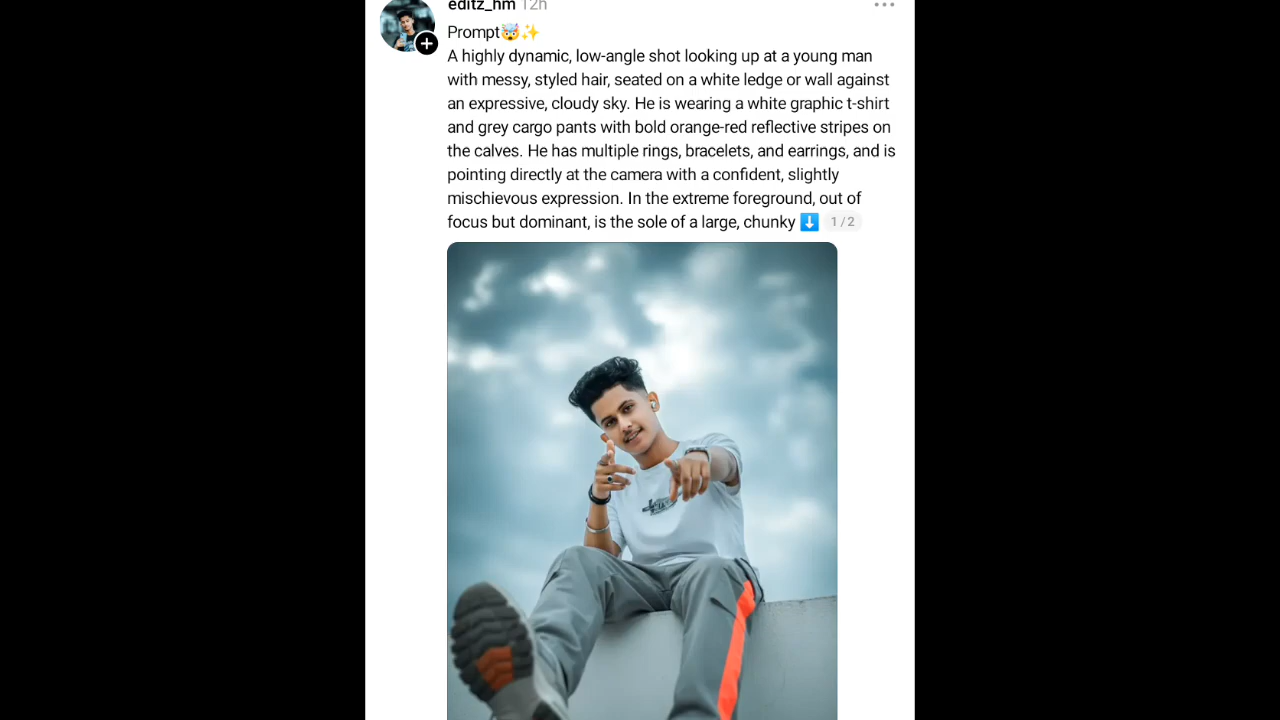 editz_hm 12h
Prompt🤯✨
A highly dynamic, low-angle shot looking up at a young man
with messy, styled hair, seated on a white ledge or wall against
an expressive, cloudy sky. He is wearing a white graphic t-shirt
and grey cargo pants with bold orange-red reflective stripes on
the calves. He has multiple rings, bracelets, and earrings, and is
pointing directly at the camera with a confident, slightly
mischievous expression. In the extreme foreground, out of
focus but dominant, is the sole of a large, chunky ⬇️ 1/2